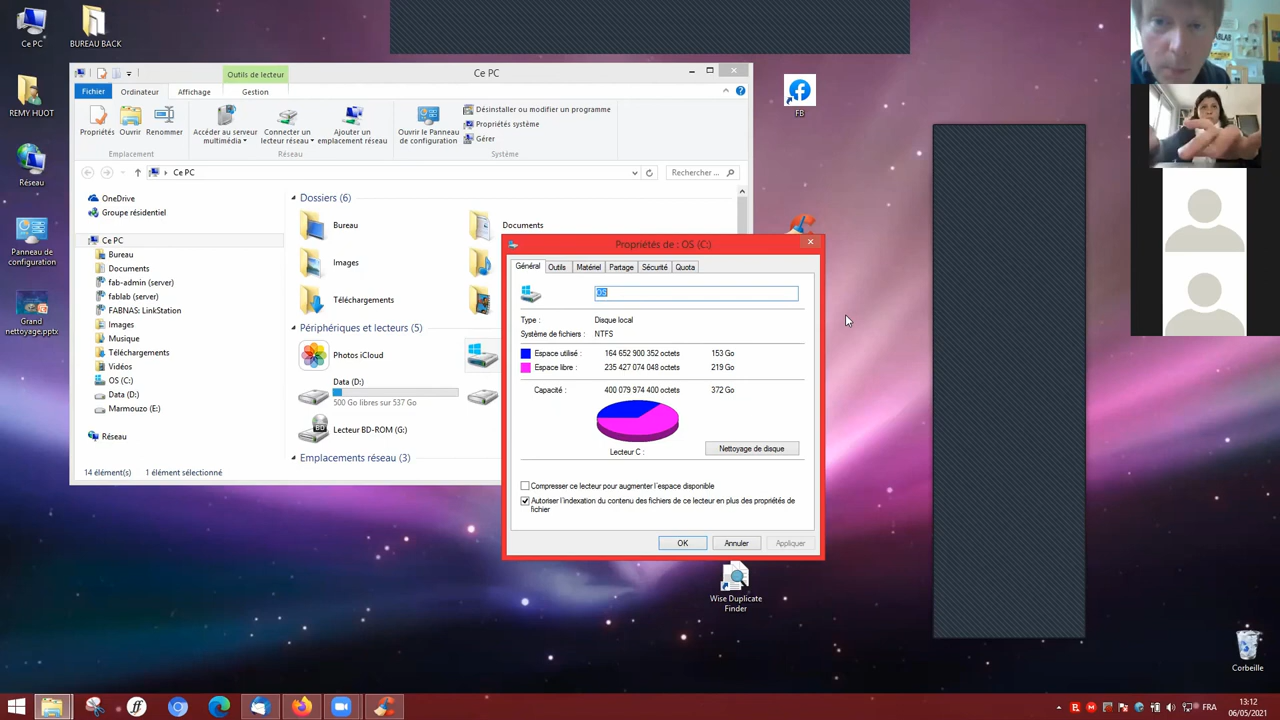 Ce PC
BUREAU BACK
REMY HUOT
Réseau
Panneau de
configuration
Grand
nettoyage.pptx
Outils de lecteur
Ce PC
Fichier
Ordinateur
Affichage
Gestion
Propriétés
Ouvrir
Renommer
Accéder au serveur
multimédia
Connecter un
lecteur réseau
Ajouter un
emplacement réseau
Ouvrir le Panneau
de configuration
Désinstaller ou modifier un programme
Propriétés système
Gérer
Emplacement
Réseau
Système
Ce PC
Rechercher ...
OneDrive
Groupe résidentiel
Ce PC
Bureau
Documents
fab-admin (server)
fablab (server)
FABNAS: LinkStation
Images
Musique
Téléchargements
Vidéos
OS (C:)
Data (D:)
Marmouzo (E:)
Réseau
Dossiers (6)
Bureau
Documents
Images
Téléchargements
Périphériques et lecteurs (5)
Photos iCloud
Data (D:)
500 Go libres sur 537 Go
Lecteur BD-ROM (G:)
BD
Emplacements réseau (3)
14 élément(s)
1 élément sélectionné
Propriétés de : OS (C:)
Général
Outils
Matériel
Partage
Sécurité
Quota
OS
Type :
Disque local
Système de fichiers :
NTFS
Espace utilisé :
164 652 900 352 octets
153 Go
Espace libre :
235 427 074 048 octets
219 Go
Capacité :
400 079 974 400 octets
372 Go
Lecteur C :
Nettoyage de disque
Compresser ce lecteur pour augmenter l'espace disponible
Autoriser l'indexation du contenu des fichiers de ce lecteur en plus des propriétés de
fichier
OK
Annuler
Appliquer
FB
Wise Duplicate
Finder
Corbeille
FRA
13:12
06/05/2021